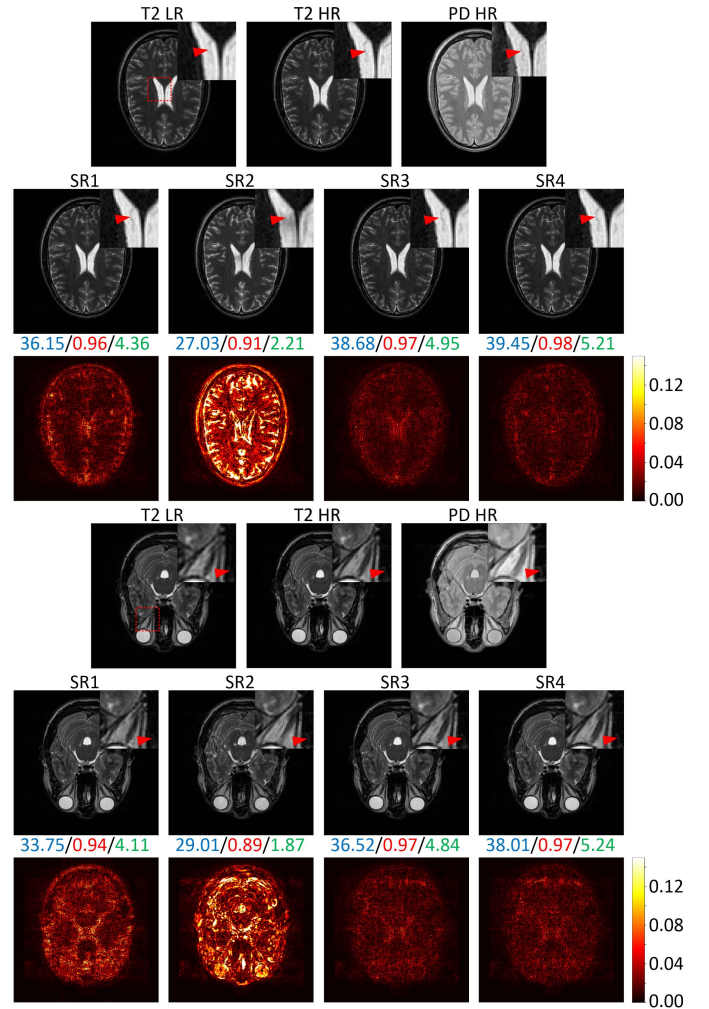 T2 LR T2 HR PD HR
SR1 SR2 SR3 SR4
36.15/0.96/4.36 27.03/0.91/2.21 38.68/0.97/4.95 39.45/0.98/5.21
0.12
0.08
0.04
0.00
T2 LR T2 HR PD HR
SR1 SR2 SR3 SR4
33.75/0.94/4.11 29.01/0.89/1.87 36.52/0.97/4.84 38.01/0.97/5.24
0.12
0.08
0.04
0.00